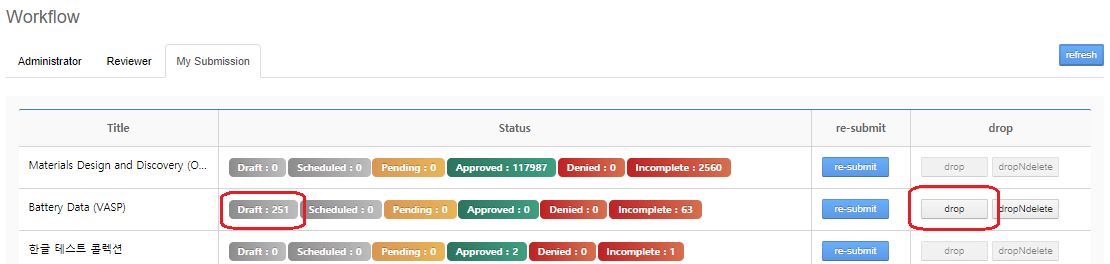 Workflow
Administrator Reviewer My Submission refresh
Title Status re-submit drop
Materials Design and Discovery (O... Draft : 0 Scheduled : 0 Pending : 0 Approved : 117987 Denied : 0 Incomplete : 2560 re-submit drop dropNdelete
Battery Data (VASP) Draft : 251 Scheduled : 0 Pending : 0 Approved : 0 Denied : 0 Incomplete : 63 re-submit drop dropNdelete
한글 테스트 콜렉션 Draft : 0 Scheduled : 0 Pending : 0 Approved : 2 Denied : 0 Incomplete : 1 re-submit drop dropNdelete